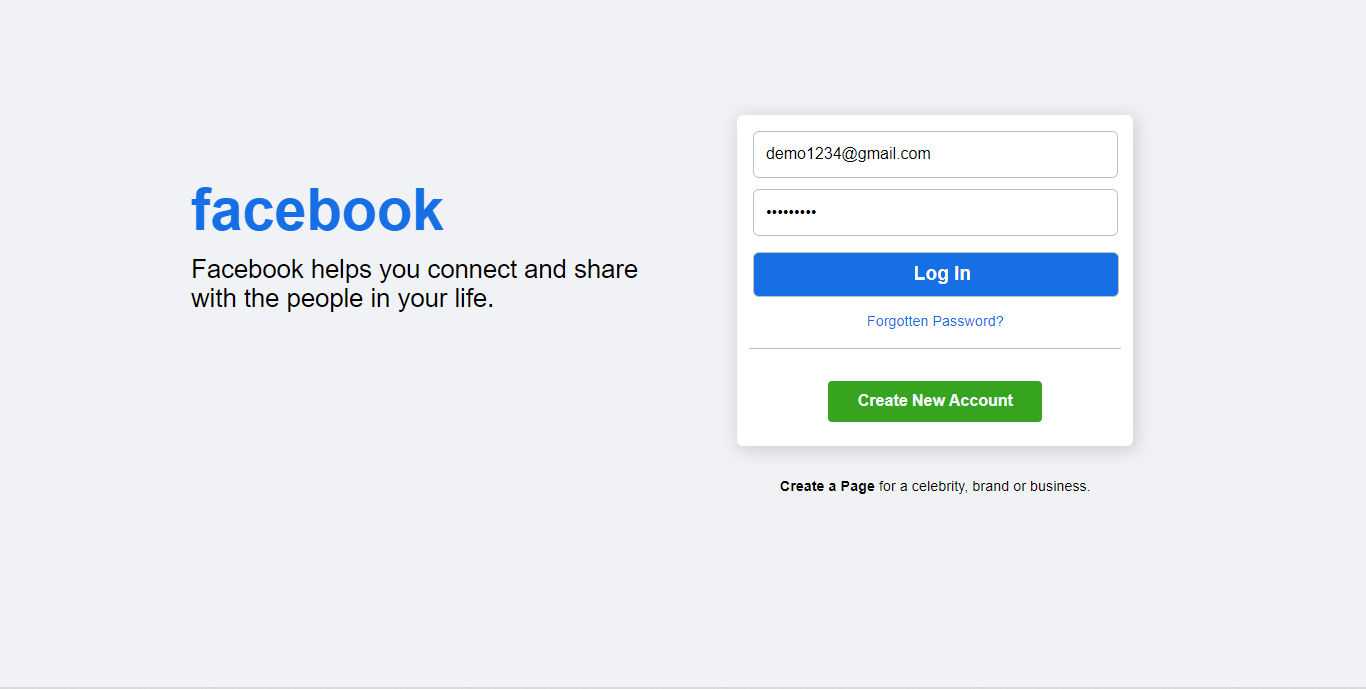 facebook
Facebook helps you connect and share
with the people in your life.
demo1234@gmail.com
•••••••••
Log In
Forgotten Password?
Create New Account
Create a Page for a celebrity, brand or business.